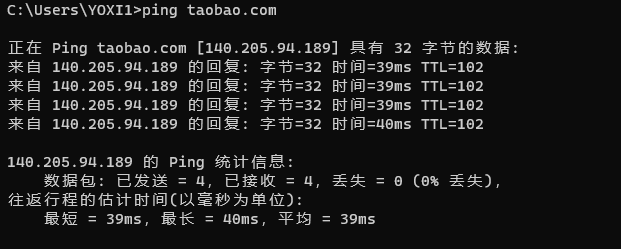 C:\Users\YOXI1>ping taobao.com
正在 Ping taobao.com [140.205.94.189] 具有 32 字节的数据:
来自 140.205.94.189 的回复: 字节=32 时间=39ms TTL=102
来自 140.205.94.189 的回复: 字节=32 时间=39ms TTL=102
来自 140.205.94.189 的回复: 字节=32 时间=39ms TTL=102
来自 140.205.94.189 的回复: 字节=32 时间=40ms TTL=102
140.205.94.189 的 Ping 统计信息:
数据包: 已发送 = 4，已接收 = 4，丢失 = 0 (0% 丢失)，
往返行程的估计时间(以毫秒为单位):
最短 = 39ms，最长 = 40ms，平均 = 39ms